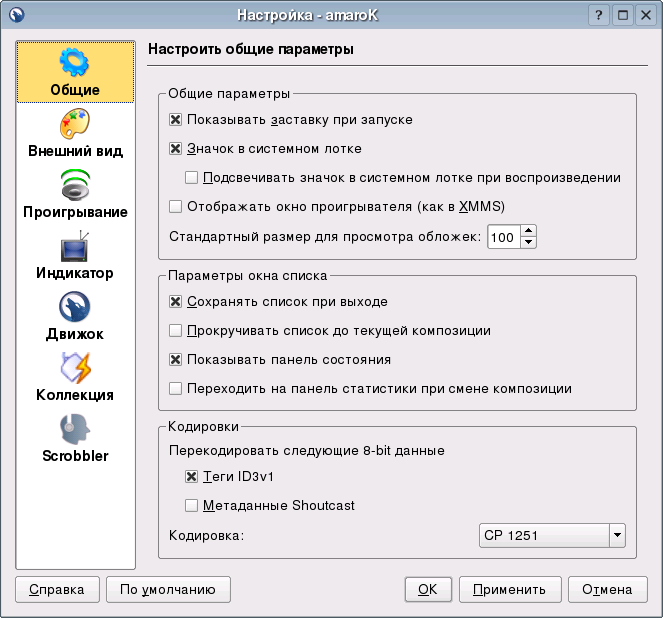 Настройка - amaroK
Общие
Внешний вид
Проигрывание
Индикатор
Движок
Коллекция
Scrobbler
Настроить общие параметры
Общие параметры
Показывать заставку при запуске
Значок в системном лотке
Подсвечивать значок в системном лотке при воспроизведении
Отображать окно проигрывателя (как в XMMS)
Стандартный размер для просмотра обложек: 100
Параметры окна списка
Сохранять список при выходе
Прокручивать список до текущей композиции
Показывать панель состояния
Переходить на панель статистики при смене композиции
Кодировки
Перекодировать следующие 8-bit данные
Теги ID3v1
Метаданные Shoutcast
Кодировка: CP 1251
Справка По умолчанию OK Применить Отмена